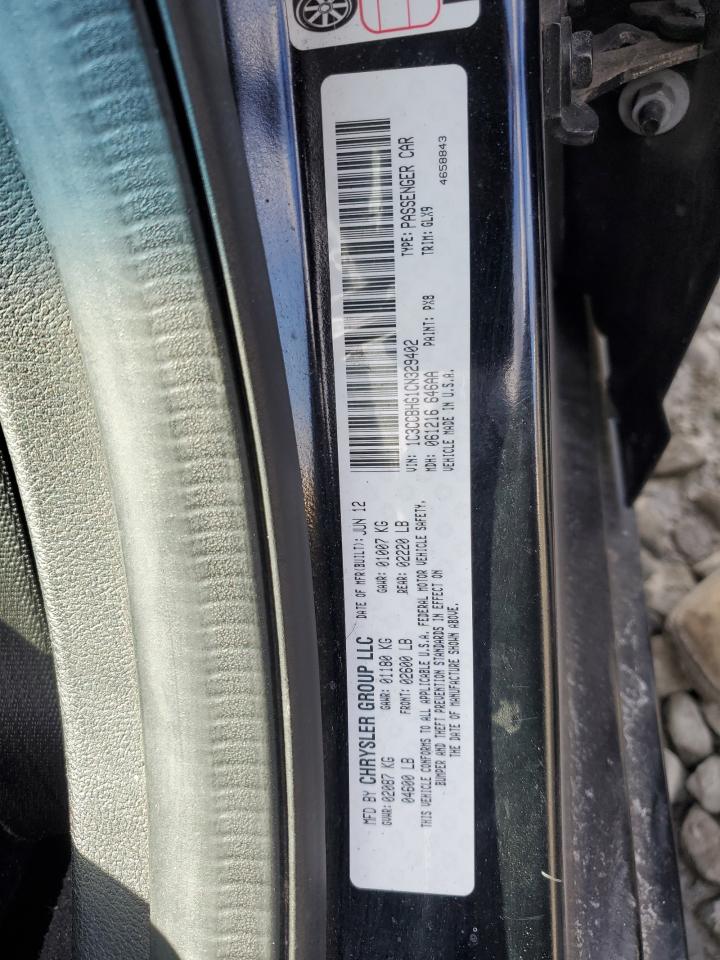 MFD BY CHRYSLER GROUP LLC
DATE OF MFR(BUILT): JUN 12
GVWR: 02087 KG
GAWR: 01180 KG
GAWR: 01007 KG
04600 LB
FRONT: 02600 LB
REAR: 02220 LB
THIS VEHICLE CONFORMS TO ALL APPLICABLE U.S.A. FEDERAL MOTOR VEHICLE SAFETY,
BUMPER AND THEFT PREVENTION STANDARDS IN EFFECT ON
THE DATE OF MANUFACTURE SHOWN ABOVE.
VIN: 1C3CCBHG1CN329402
TYPE: PASSENGER CAR
MDH: 061216 646AA
PAINT: PXB
TRIM: GLX9
VEHICLE MADE IN U.S.A.
4658843